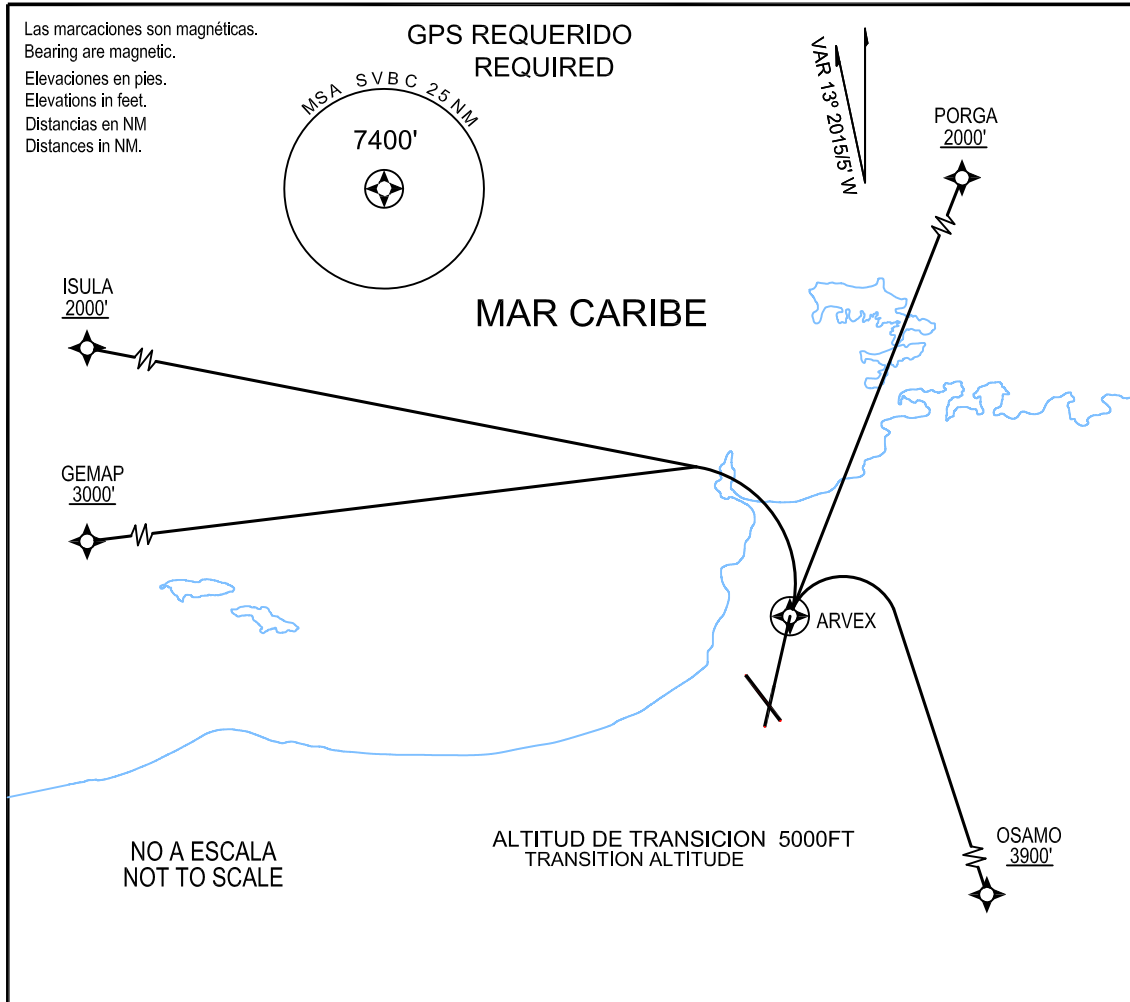 Las marcaciones son magnéticas.
Bearing are magnetic.
Elevaciones en pies.
Elevations in feet.
Distancias en NM
Distances in NM.
GPS REQUERIDO
REQUIRED
MSA SVBC 25 NM
7400'
VAR 13º 2015/5' W
PORGA
2000'
ISULA
2000'
MAR CARIBE
GEMAP
3000'
ARVEX
NO A ESCALA
NOT TO SCALE
ALTITUD DE TRANSICION 5000FT
TRANSITION ALTITUDE
OSAMO
3900'